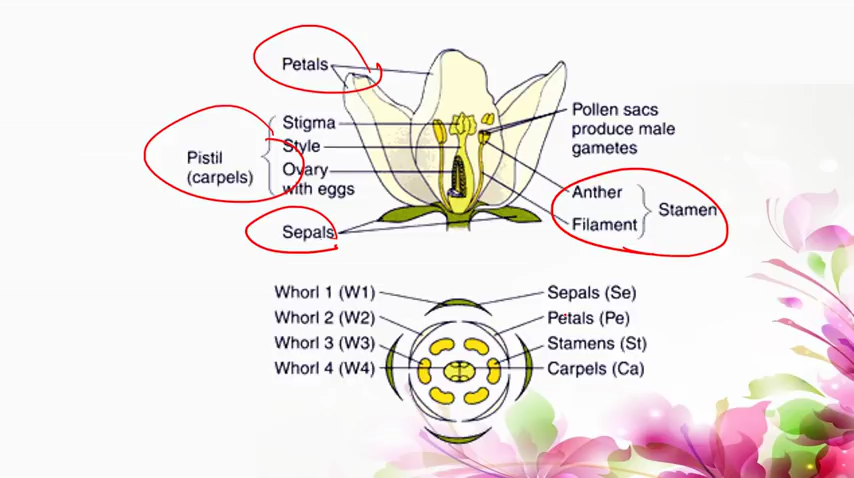 Petals
Stigma
Style
Ovary
with eggs
Pistil
(carpels)
Sepals
Pollen sacs
produce male
gametes
Anther
Filament
Stamen
Whorl 1 (W1)
Whorl 2 (W2)
Whorl 3 (W3)
Whorl 4 (W4)
Sepals (Se)
Petals (Pe)
Stamens (St)
Carpels (Ca)